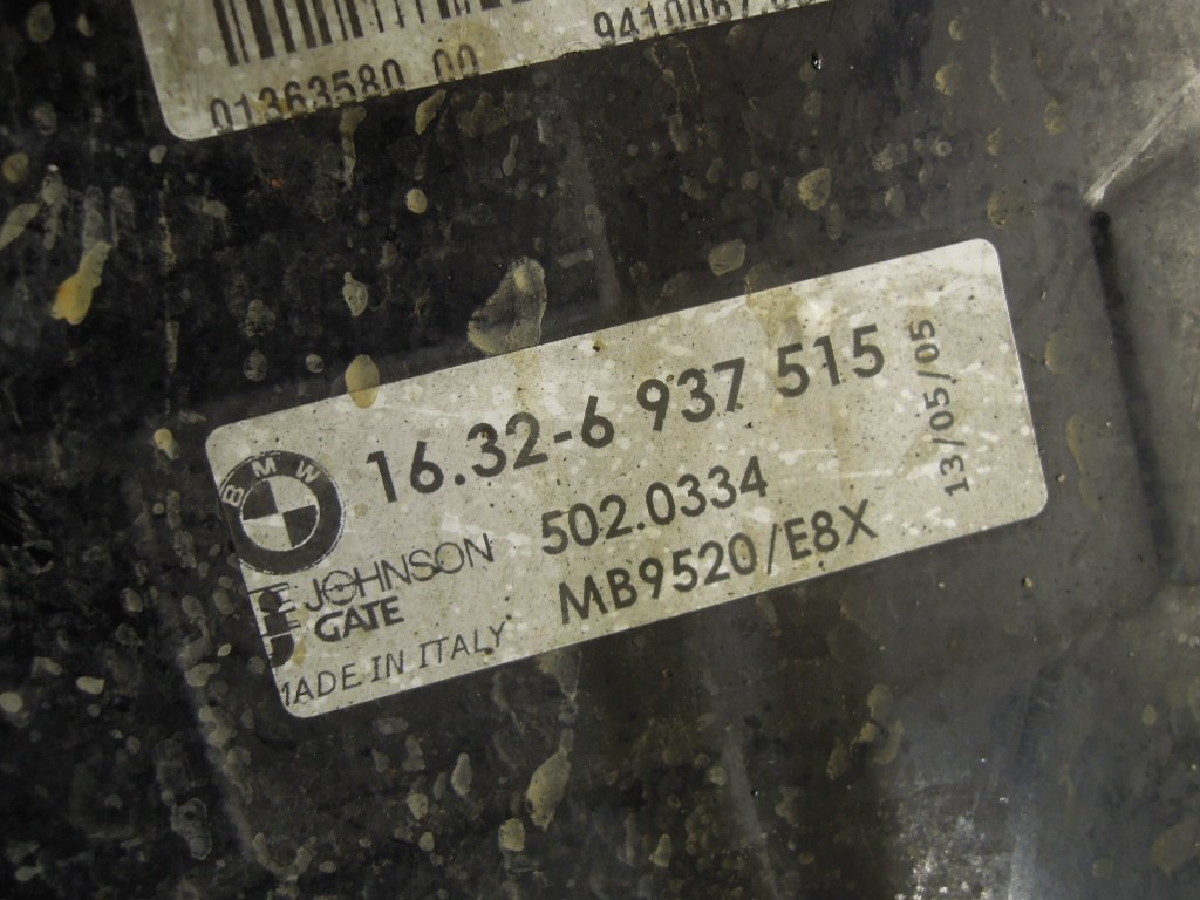 01363580 00
BMW
16.32-6 937 515
13/05/05
502.0334
JOHNSON
GATE
MB9520/E8X
MADE IN ITALY